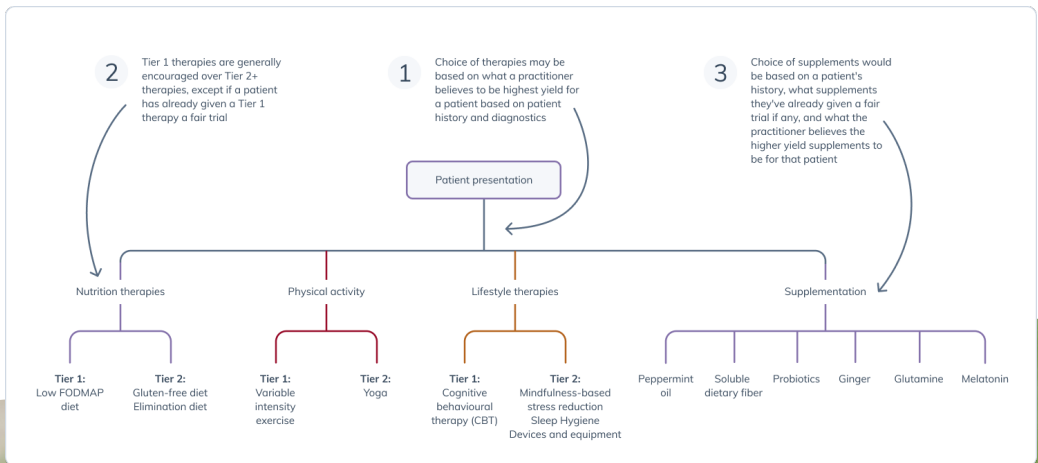 2
Tier 1 therapies are generally
encouraged over Tier 2+
therapies, except if a patient
has already given a Tier 1
therapy a fair trial
1
Choice of therapies may be
based on what a practitioner
believes to be highest yield for
a patient based on patient
history and diagnostics
3
Choice of supplements would
be based on a patient's
history, what supplements
they've already given a fair
trial if any, and what the
practitioner believes the
higher yield supplements to
be for that patient
Patient presentation
Nutrition therapies
Physical activity
Lifestyle therapies
Supplementation
Tier 1:
Low FODMAP
diet
Tier 2:
Gluten-free diet
Elimination diet
Tier 1:
Variable
intensity
exercise
Tier 2:
Yoga
Tier 1:
Cognitive
behavioural
therapy (CBT)
Tier 2:
Mindfulness-based
stress reduction
Sleep Hygiene
Devices and equipment
Peppermint
oil
Soluble
dietary fiber
Probiotics
Ginger
Glutamine
Melatonin